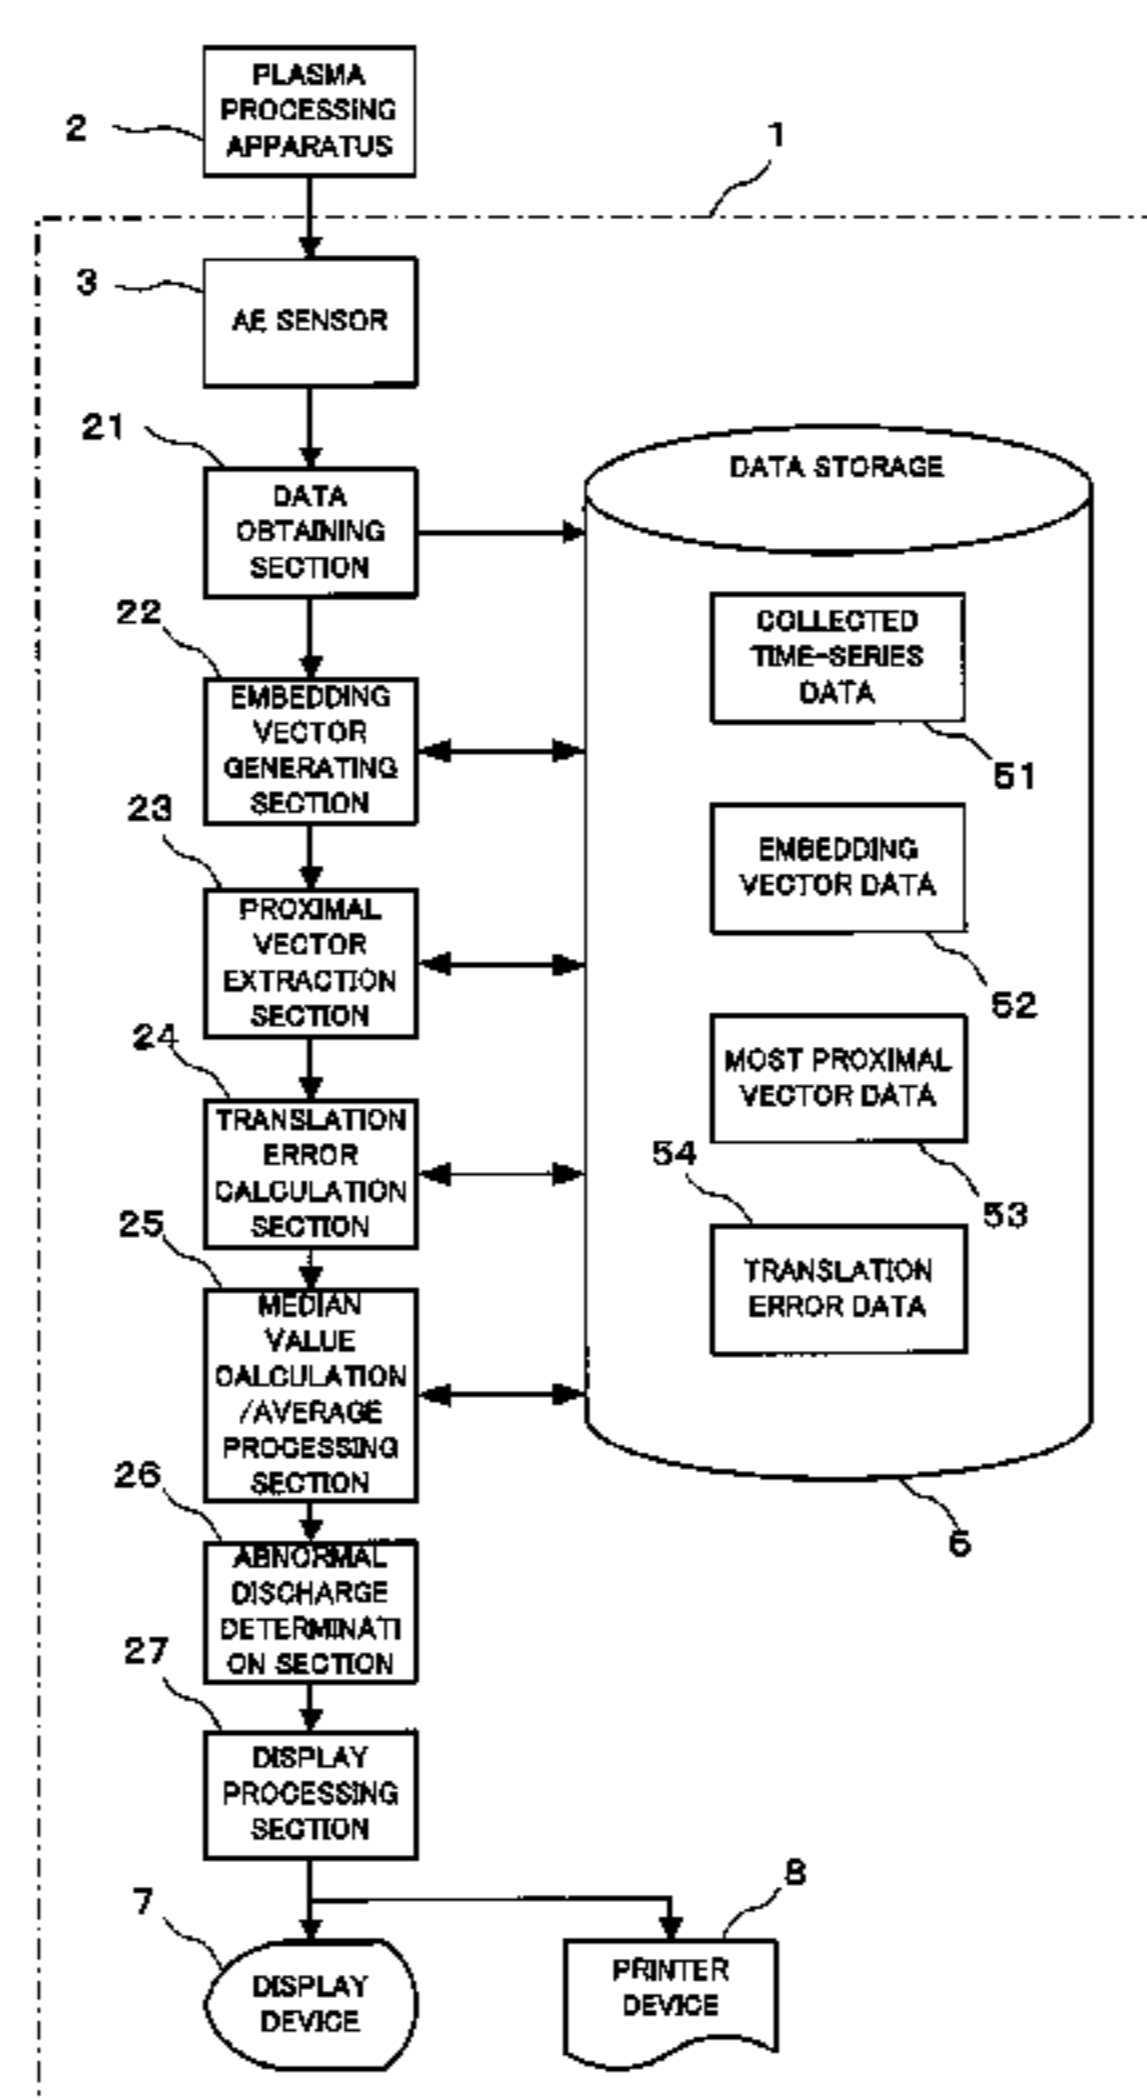 PLASMA
PROCESSING
APPARATUS
2
1
3
AE SENSOR
21
DATA
OBTAINING
SECTION
DATA STORAGE
22
EMBEDDING
VECTOR
GENERATING
SECTION
COLLECTED
TIME-SERIES
DATA
51
23
PROXIMAL
VECTOR
EXTRACTION
SECTION
EMBEDDING
VECTOR DATA
52
24
TRANSLATION
ERROR
CALCULATION
SECTION
MOST PROXIMAL
VECTOR DATA
53
54
TRANSLATION
ERROR DATA
25
MEDIAN
VALUE
CALCULATION
/AVERAGE
PROCESSING
SECTION
6
26
ABNORMAL
DISCHARGE
DETERMINATI
ON SECTION
27
DISPLAY
PROCESSING
SECTION
7
DISPLAY
DEVICE
8
PRINTER
DEVICE